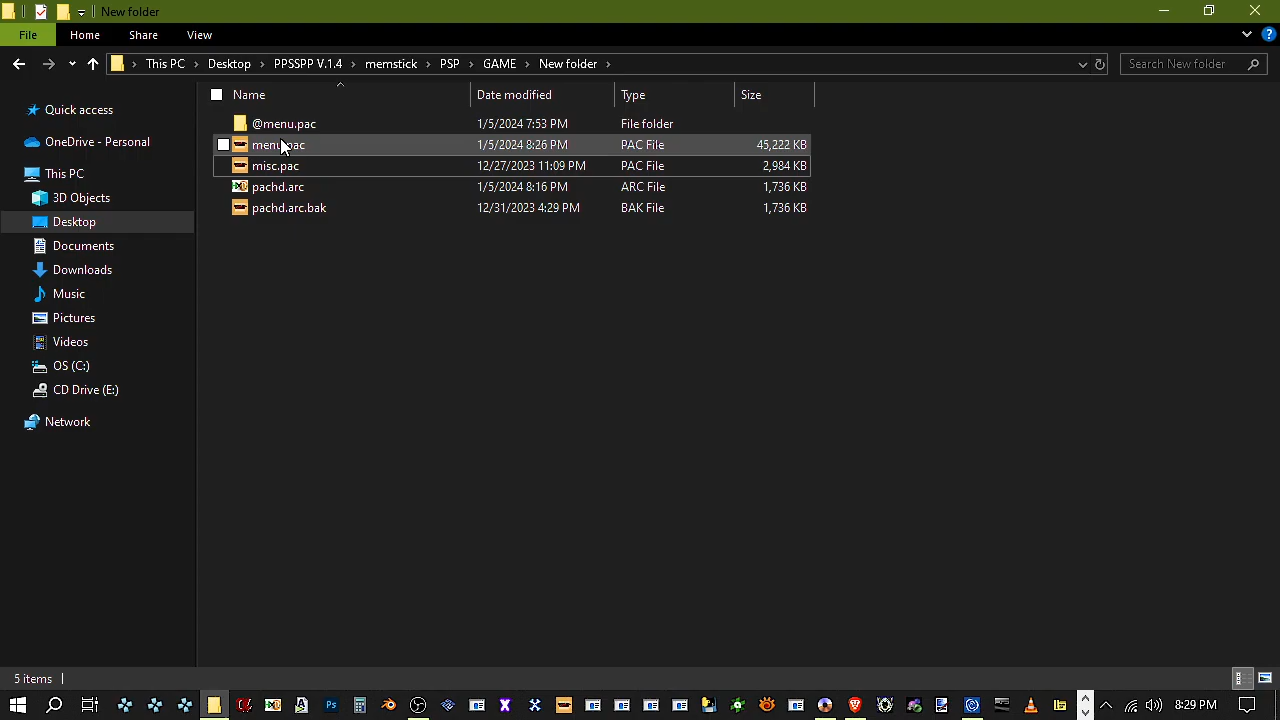 New folder
File Home Share View
This PC Desktop PPSSPP V.1.4 memstick PSP GAME New folder Search New folder
Name Date modified Type Size
Quick access
OneDrive - Personal
This PC
3D Objects
Desktop
Documents
Downloads
Music
Pictures
Videos
OS (C:)
CD Drive (E:)
Network
@menu.pac 1/5/2024 7:53 PM File folder
menu.pac 1/5/2024 8:26 PM PAC File 45,222 KB
misc.pac 12/27/2023 11:09 PM PAC File 2,984 KB
pachd.arc 1/5/2024 8:16 PM ARC File 1,736 KB
pachd.arc.bak 12/31/2023 4:29 PM BAK File 1,736 KB
5 items
Ps 8:29 PM